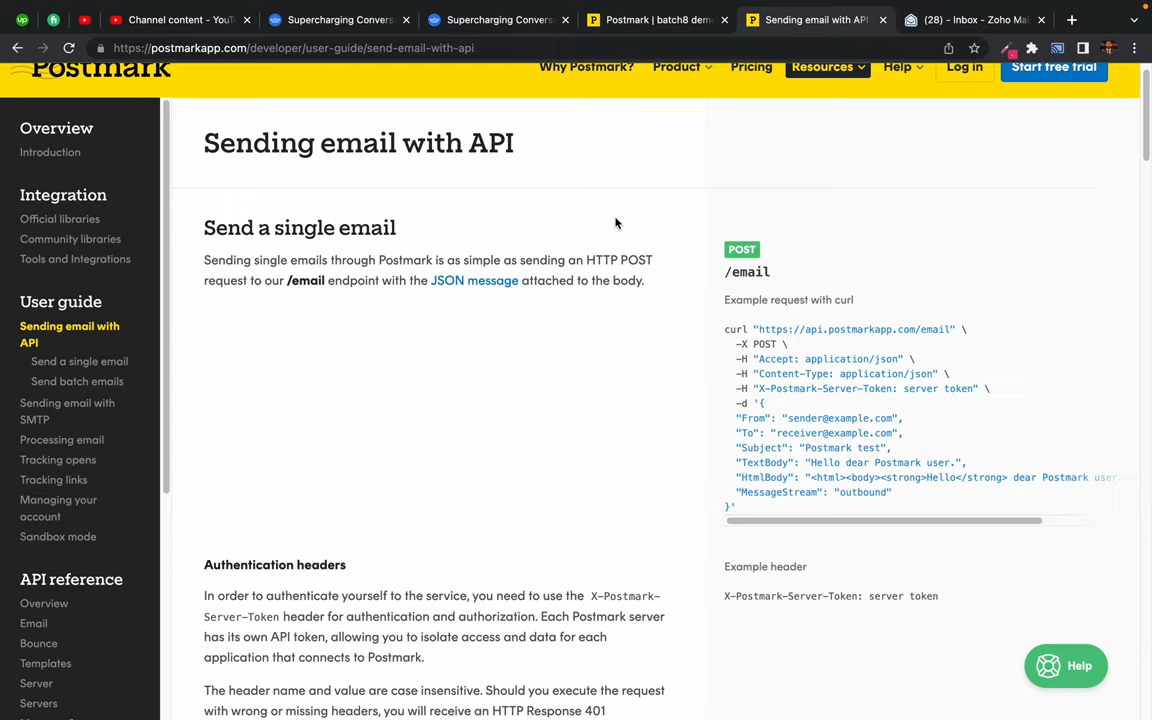 Channel content - YouT
Supercharging Convers
Supercharging Convers
Postmark | batch8 dem
Sending email with API
(28) - Inbox - Zoho Mai
https://postmarkapp.com/developer/user-guide/send-email-with-api
Postmark
Why Postmark?
Product
Pricing
Resources
Help
Log in
Start free trial
Overview
Introduction
Integration
Official libraries
Community libraries
Tools and Integrations
User guide
Sending email with
API
Send a single email
Send batch emails
Sending email with
SMTP
Processing email
Tracking opens
Tracking links
Managing your
account
Sandbox mode
API reference
Overview
Email
Bounce
Templates
Server
Servers
Sending email with API
Send a single email
Sending single emails through Postmark is as simple as sending an HTTP POST
request to our /email endpoint with the JSON message attached to the body.
Authentication headers
In order to authenticate yourself to the service, you need to use the X-Postmark-
Server-Token header for authentication and authorization. Each Postmark server
has its own API token, allowing you to isolate access and data for each
application that connects to Postmark.
The header name and value are case insensitive. Should you execute the request
with wrong or missing headers, you will receive an HTTP Response 401
POST
/email
Example request with curl
curl "https://api.postmarkapp.com/email" \
-X POST \
-H "Accept: application/json" \
-H "Content-Type: application/json" \
-H "X-Postmark-Server-Token: server token" \
-d '{
"From": "sender@example.com",
"To": "receiver@example.com",
"Subject": "Postmark test",
"TextBody": "Hello dear Postmark user.",
"HtmlBody": "<html><body><strong>Hello</strong> dear Postmark user.
"MessageStream": "outbound"
}'
Example header
X-Postmark-Server-Token: server token
Help